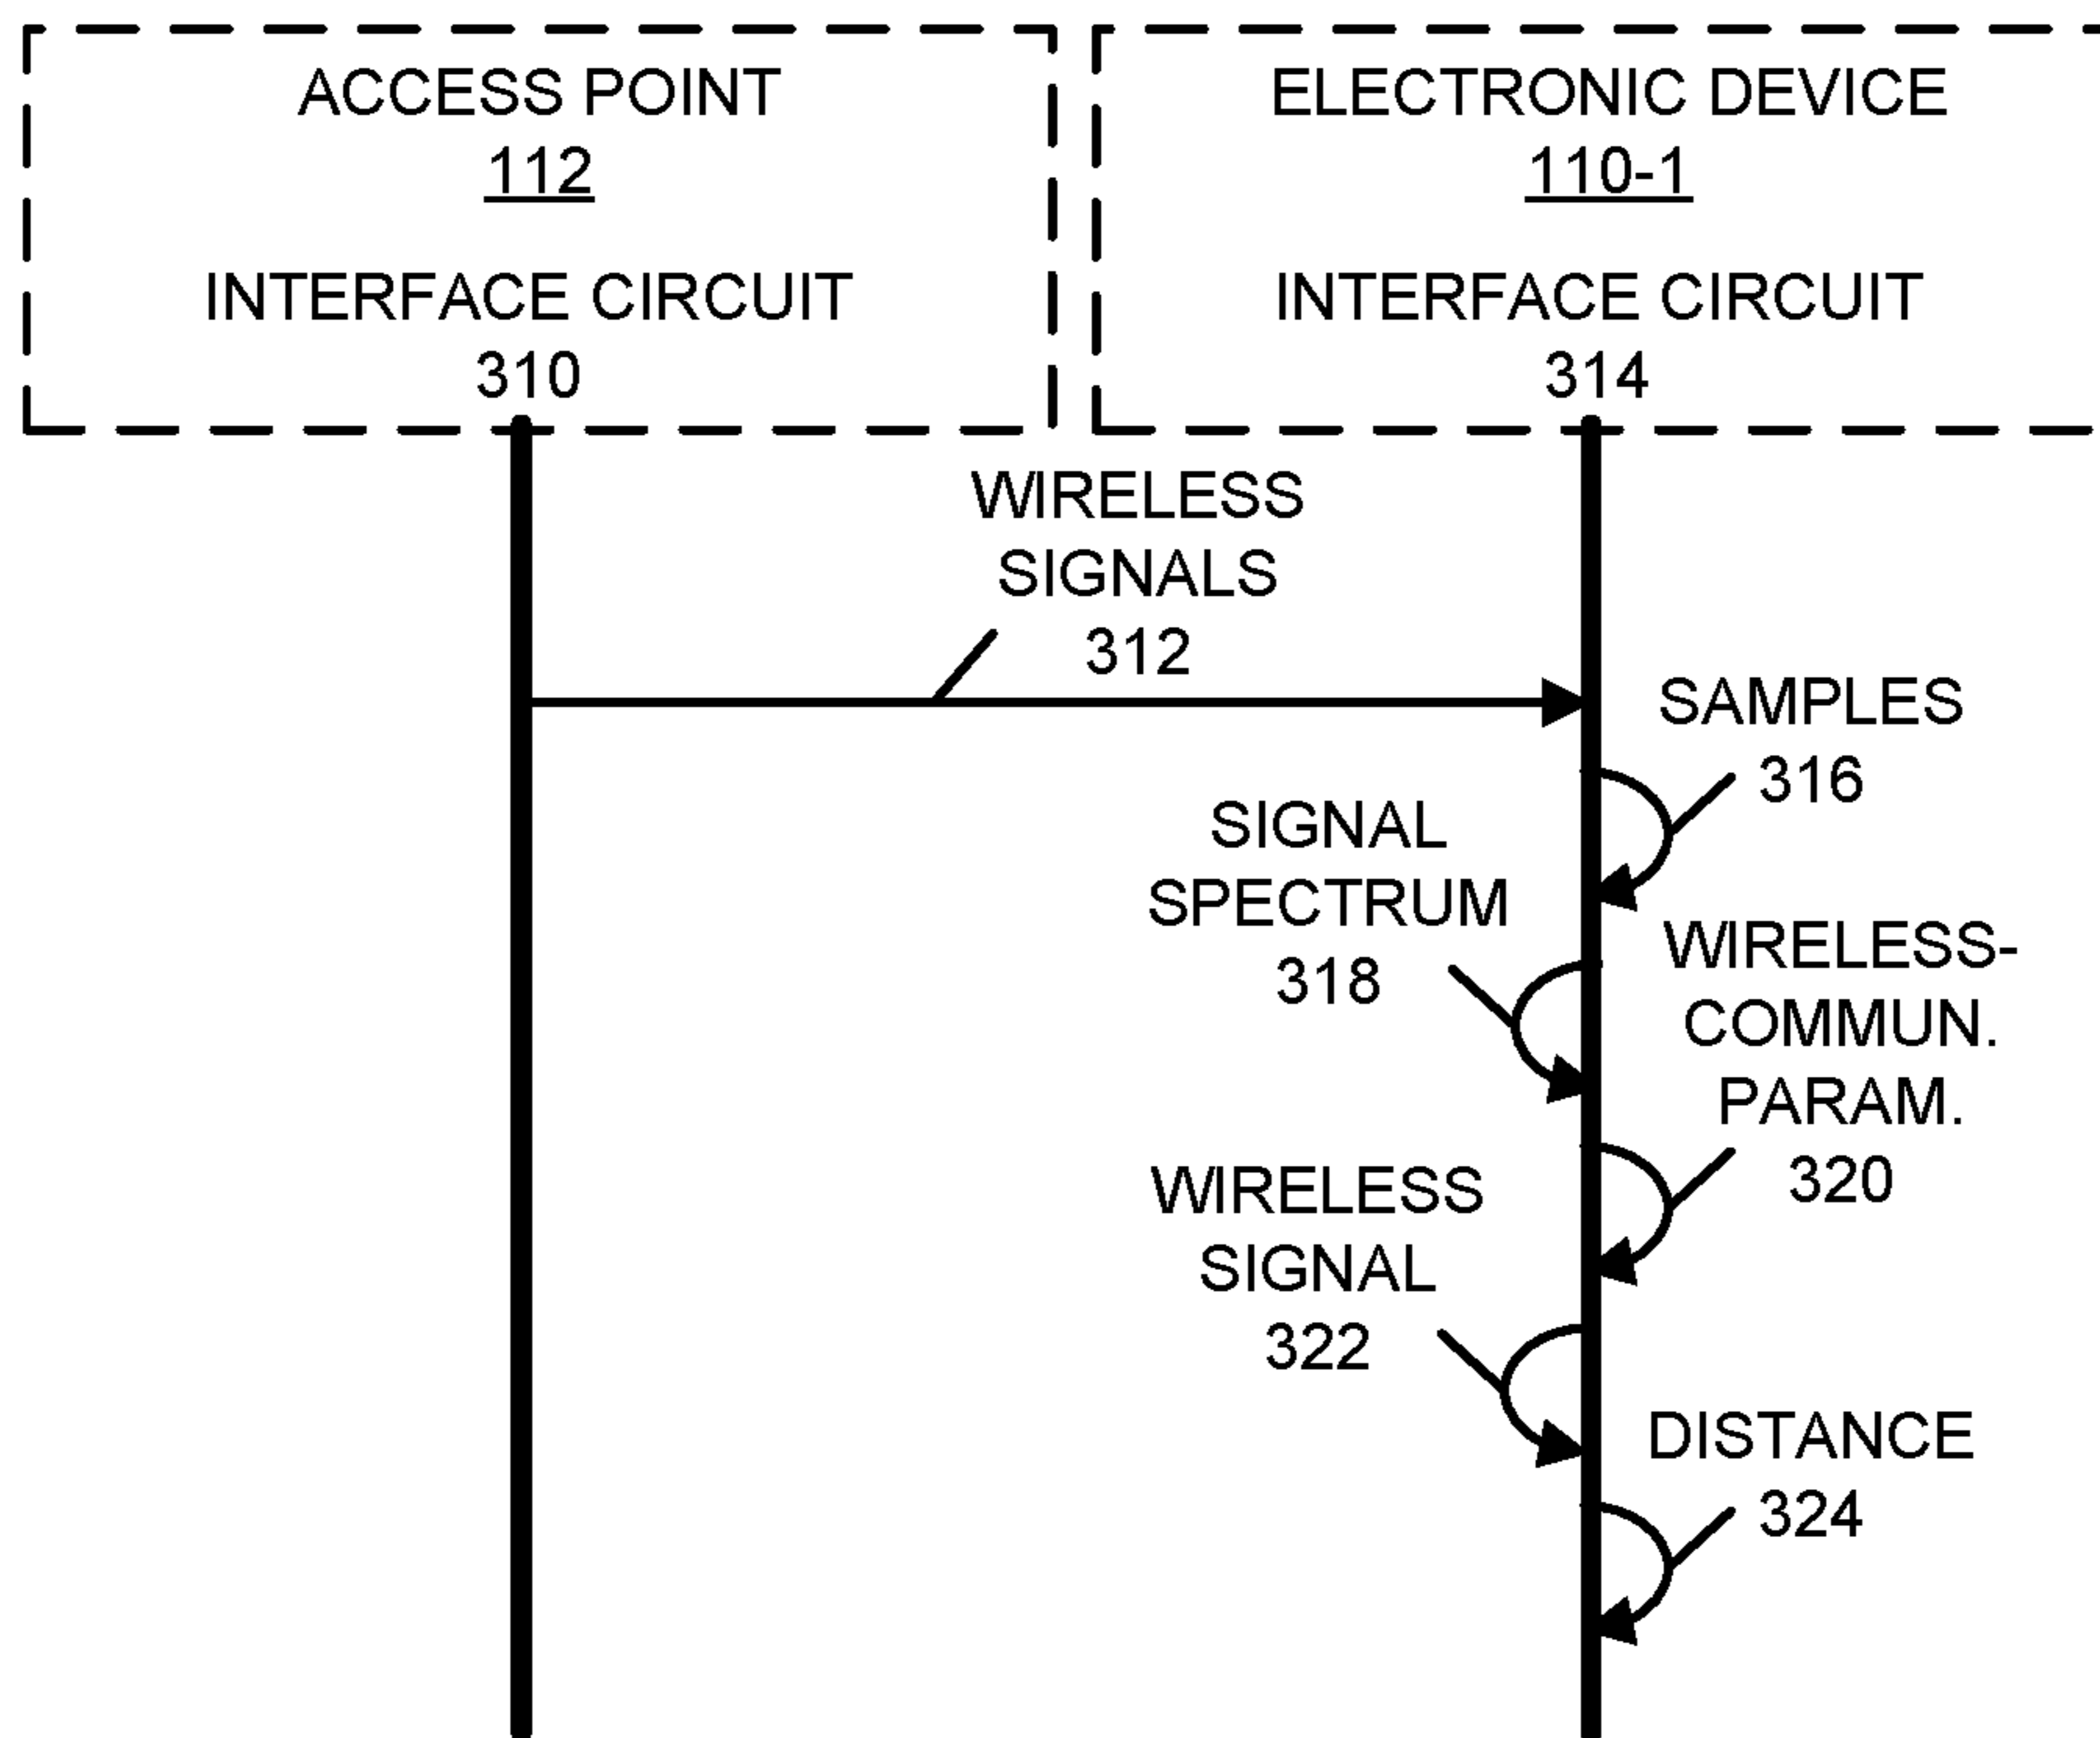 ACCESS POINT
112
INTERFACE CIRCUIT
310
ELECTRONIC DEVICE
110-1
INTERFACE CIRCUIT
314
WIRELESS
SIGNALS
312
SAMPLES
316
SIGNAL
SPECTRUM
318
WIRELESS-
COMMUN.
PARAM.
320
WIRELESS
SIGNAL
322
DISTANCE
324